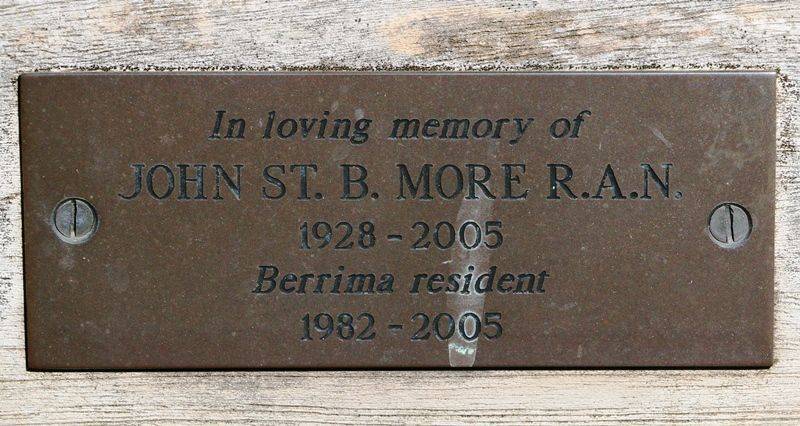 In loving memory of
JOHN ST. B. MORE R.A.N.
1928 - 2005
Berrima resident
1982 - 2005